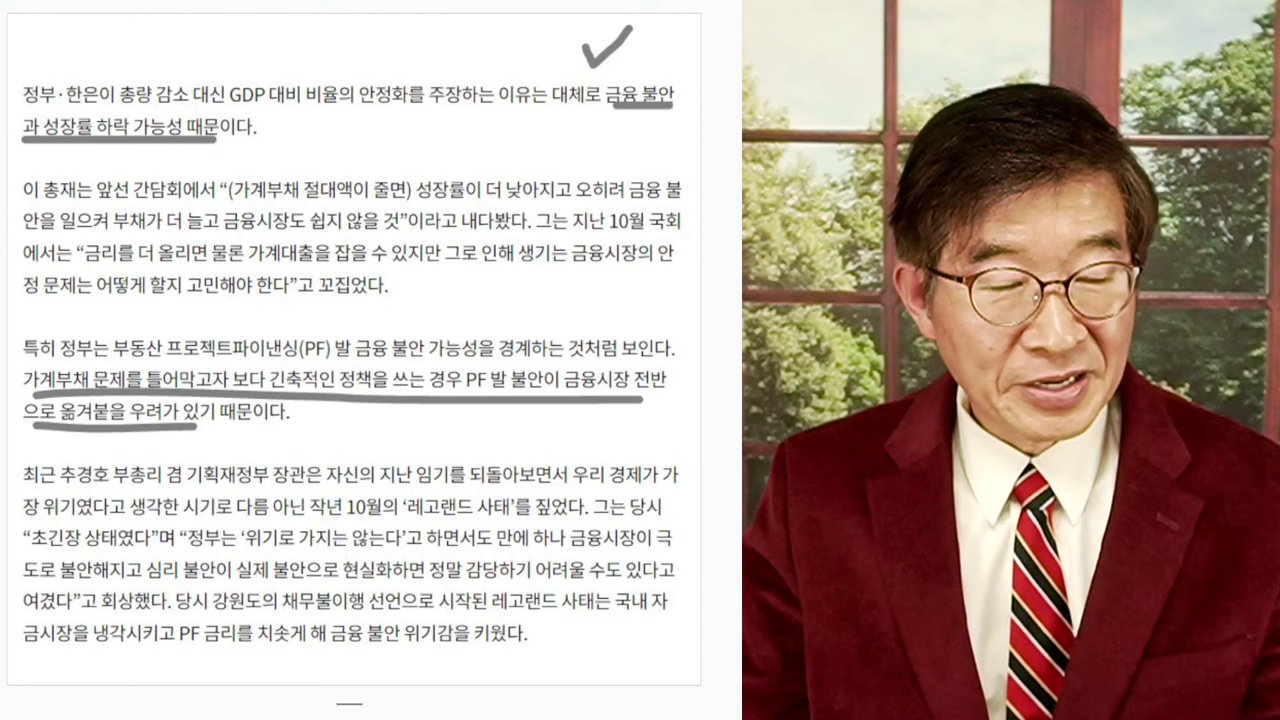 정부·한은이 총량 감소 대신 GDP 대비 비율의 안정화를 주장하는 이유는 대체로 금융 불안
과 성장률 하락 가능성 때문이다.
이 총재는 앞선 간담회에서 “(가계부채 절대액이 줄면) 성장률이 더 낮아지고 오히려 금융 불
안을 일으켜 부채가 더 늘고 금융시장도 쉽지 않을 것”이라고 내다봤다. 그는 지난 10월 국회
에서는 “금리를 더 올리면 물론 가계대출을 잡을 수 있지만 그로 인해 생기는 금융시장의 안
정 문제는 어떻게 할지 고민해야 한다”고 꼬집었다.
특히 정부는 부동산 프로젝트파이낸싱(PF) 발 금융 불안 가능성을 경계하는 것처럼 보인다.
가계부채 문제를 틀어막고자 보다 긴축적인 정책을 쓰는 경우 PF 발 불안이 금융시장 전반
으로 옮겨붙을 우려가 있기 때문이다.
최근 추경호 부총리 겸 기획재정부 장관은 자신의 지난 임기를 되돌아보면서 우리 경제가 가
장 위기였다고 생각한 시기로 다름 아닌 작년 10월의 ‘레고랜드 사태’를 짚었다. 그는 당시
“초긴장 상태였다”며 “정부는 ‘위기로 가지는 않는다’고 하면서도 만에 하나 금융시장이 극
도로 불안해지고 심리 불안이 실제 불안으로 현실화하면 정말 감당하기 어려울 수도 있다고
여겼다”고 회상했다. 당시 강원도의 채무불이행 선언으로 시작된 레고랜드 사태는 국내 자
금시장을 냉각시키고 PF 금리를 치솟게 해 금융 불안 위기감을 키웠다.